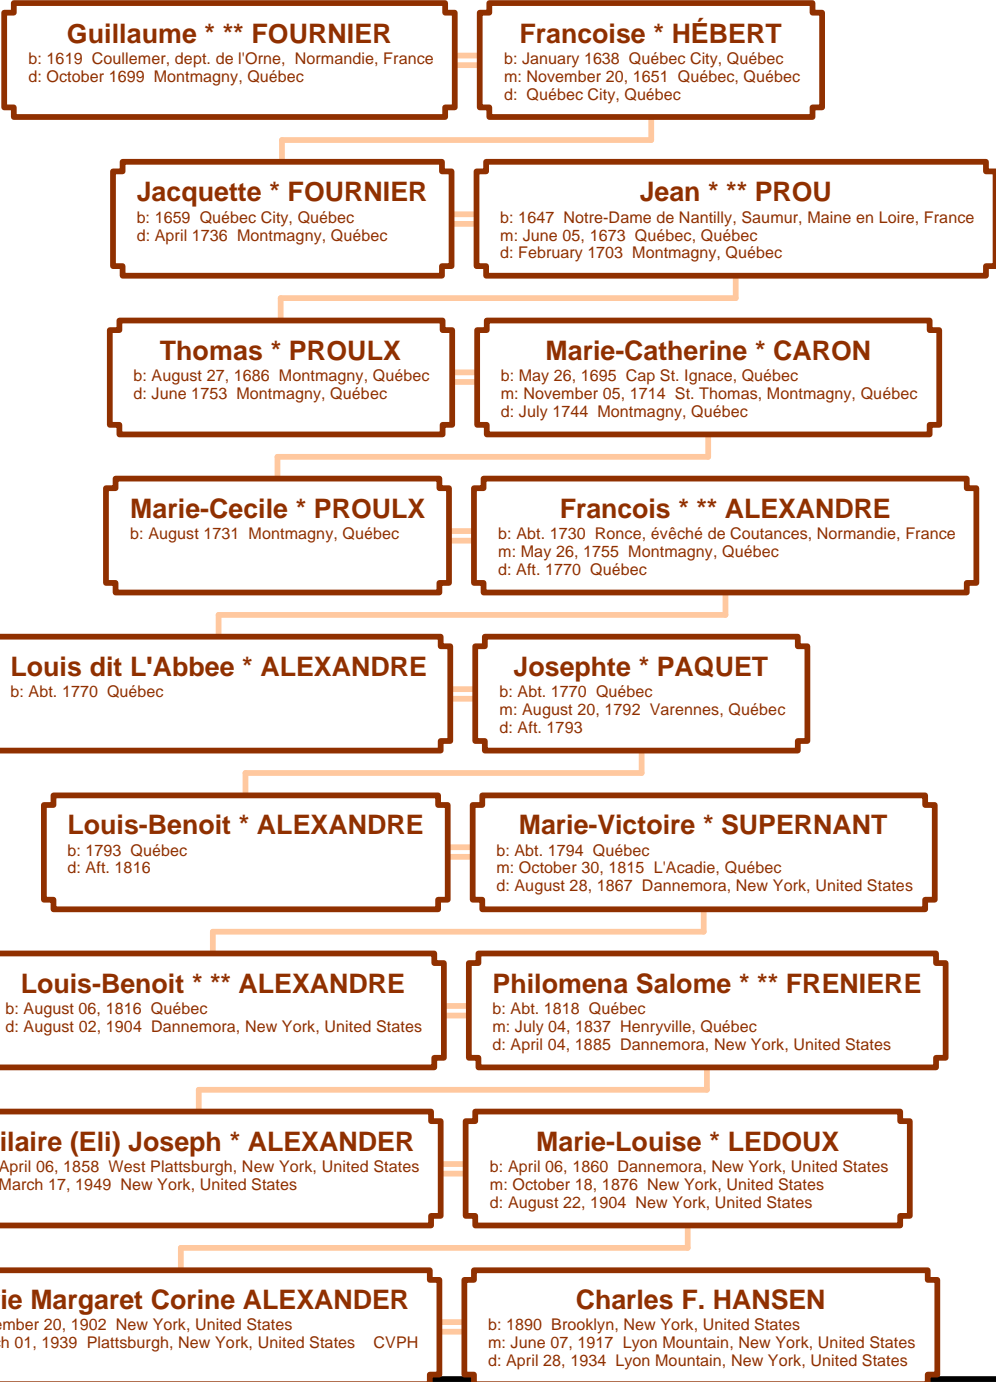 Guillaume * ** FOURNIER
b: 1619 Coullemer, dept. de l'Orne, Normandie, France
d: October 1699 Montmagny, Québec
Francoise * HÉBERT
b: January 1638 Québec City, Québec
m: November 20, 1651 Québec, Québec
d: Québec City, Québec
Jacquette * FOURNIER
b: 1659 Québec City, Québec
d: April 1736 Montmagny, Québec
Jean * ** PROU
b: 1647 Notre-Dame de Nantilly, Saumur, Maine en Loire, France
m: June 05, 1673 Québec, Québec
d: February 1703 Montmagny, Québec
Thomas * PROULX
b: August 27, 1686 Montmagny, Québec
d: June 1753 Montmagny, Québec
Marie-Catherine * CARON
b: May 26, 1695 Cap St. Ignace, Québec
m: November 05, 1714 St. Thomas, Montmagny, Québec
d: July 1744 Montmagny, Québec
Marie-Cecile * PROULX
b: August 1731 Montmagny, Québec
Francois * ** ALEXANDRE
b: Abt. 1730 Ronce, évêché de Coutances, Normandie, France
m: May 26, 1755 Montmagny, Québec
d: Aft. 1770 Québec
Louis dit L'Abbee * ALEXANDRE
b: Abt. 1770 Québec
Josephte * PAQUET
b: Abt. 1770 Québec
m: August 20, 1792 Varennes, Québec
d: Aft. 1793
Louis-Benoit * ALEXANDRE
b: 1793 Québec
d: Aft. 1816
Marie-Victoire * SUPERNANT
b: Abt. 1794 Québec
m: October 30, 1815 L'Acadie, Québec
d: August 28, 1867 Dannemora, New York, United States
Louis-Benoit * ** ALEXANDRE
b: August 06, 1816 Québec
d: August 02, 1904 Dannemora, New York, United States
Philomena Salome * ** FRENIERE
b: Abt. 1818 Québec
m: July 04, 1837 Henryville, Québec
d: April 04, 1885 Dannemora, New York, United States
ilaire (Eli) Joseph * ALEXANDER
April 06, 1858 West Plattsburgh, New York, United States
March 17, 1949 New York, United States
Marie-Louise * LEDOUX
b: April 06, 1860 Dannemora, New York, United States
m: October 18, 1876 New York, United States
d: August 22, 1904 New York, United States
ie Margaret Corine ALEXANDER
ember 20, 1902 New York, United States
h 01, 1939 Plattsburgh, New York, United States CVPH
Charles F. HANSEN
b: 1890 Brooklyn, New York, United States
m: June 07, 1917 Lyon Mountain, New York, United States
d: April 28, 1934 Lyon Mountain, New York, United States